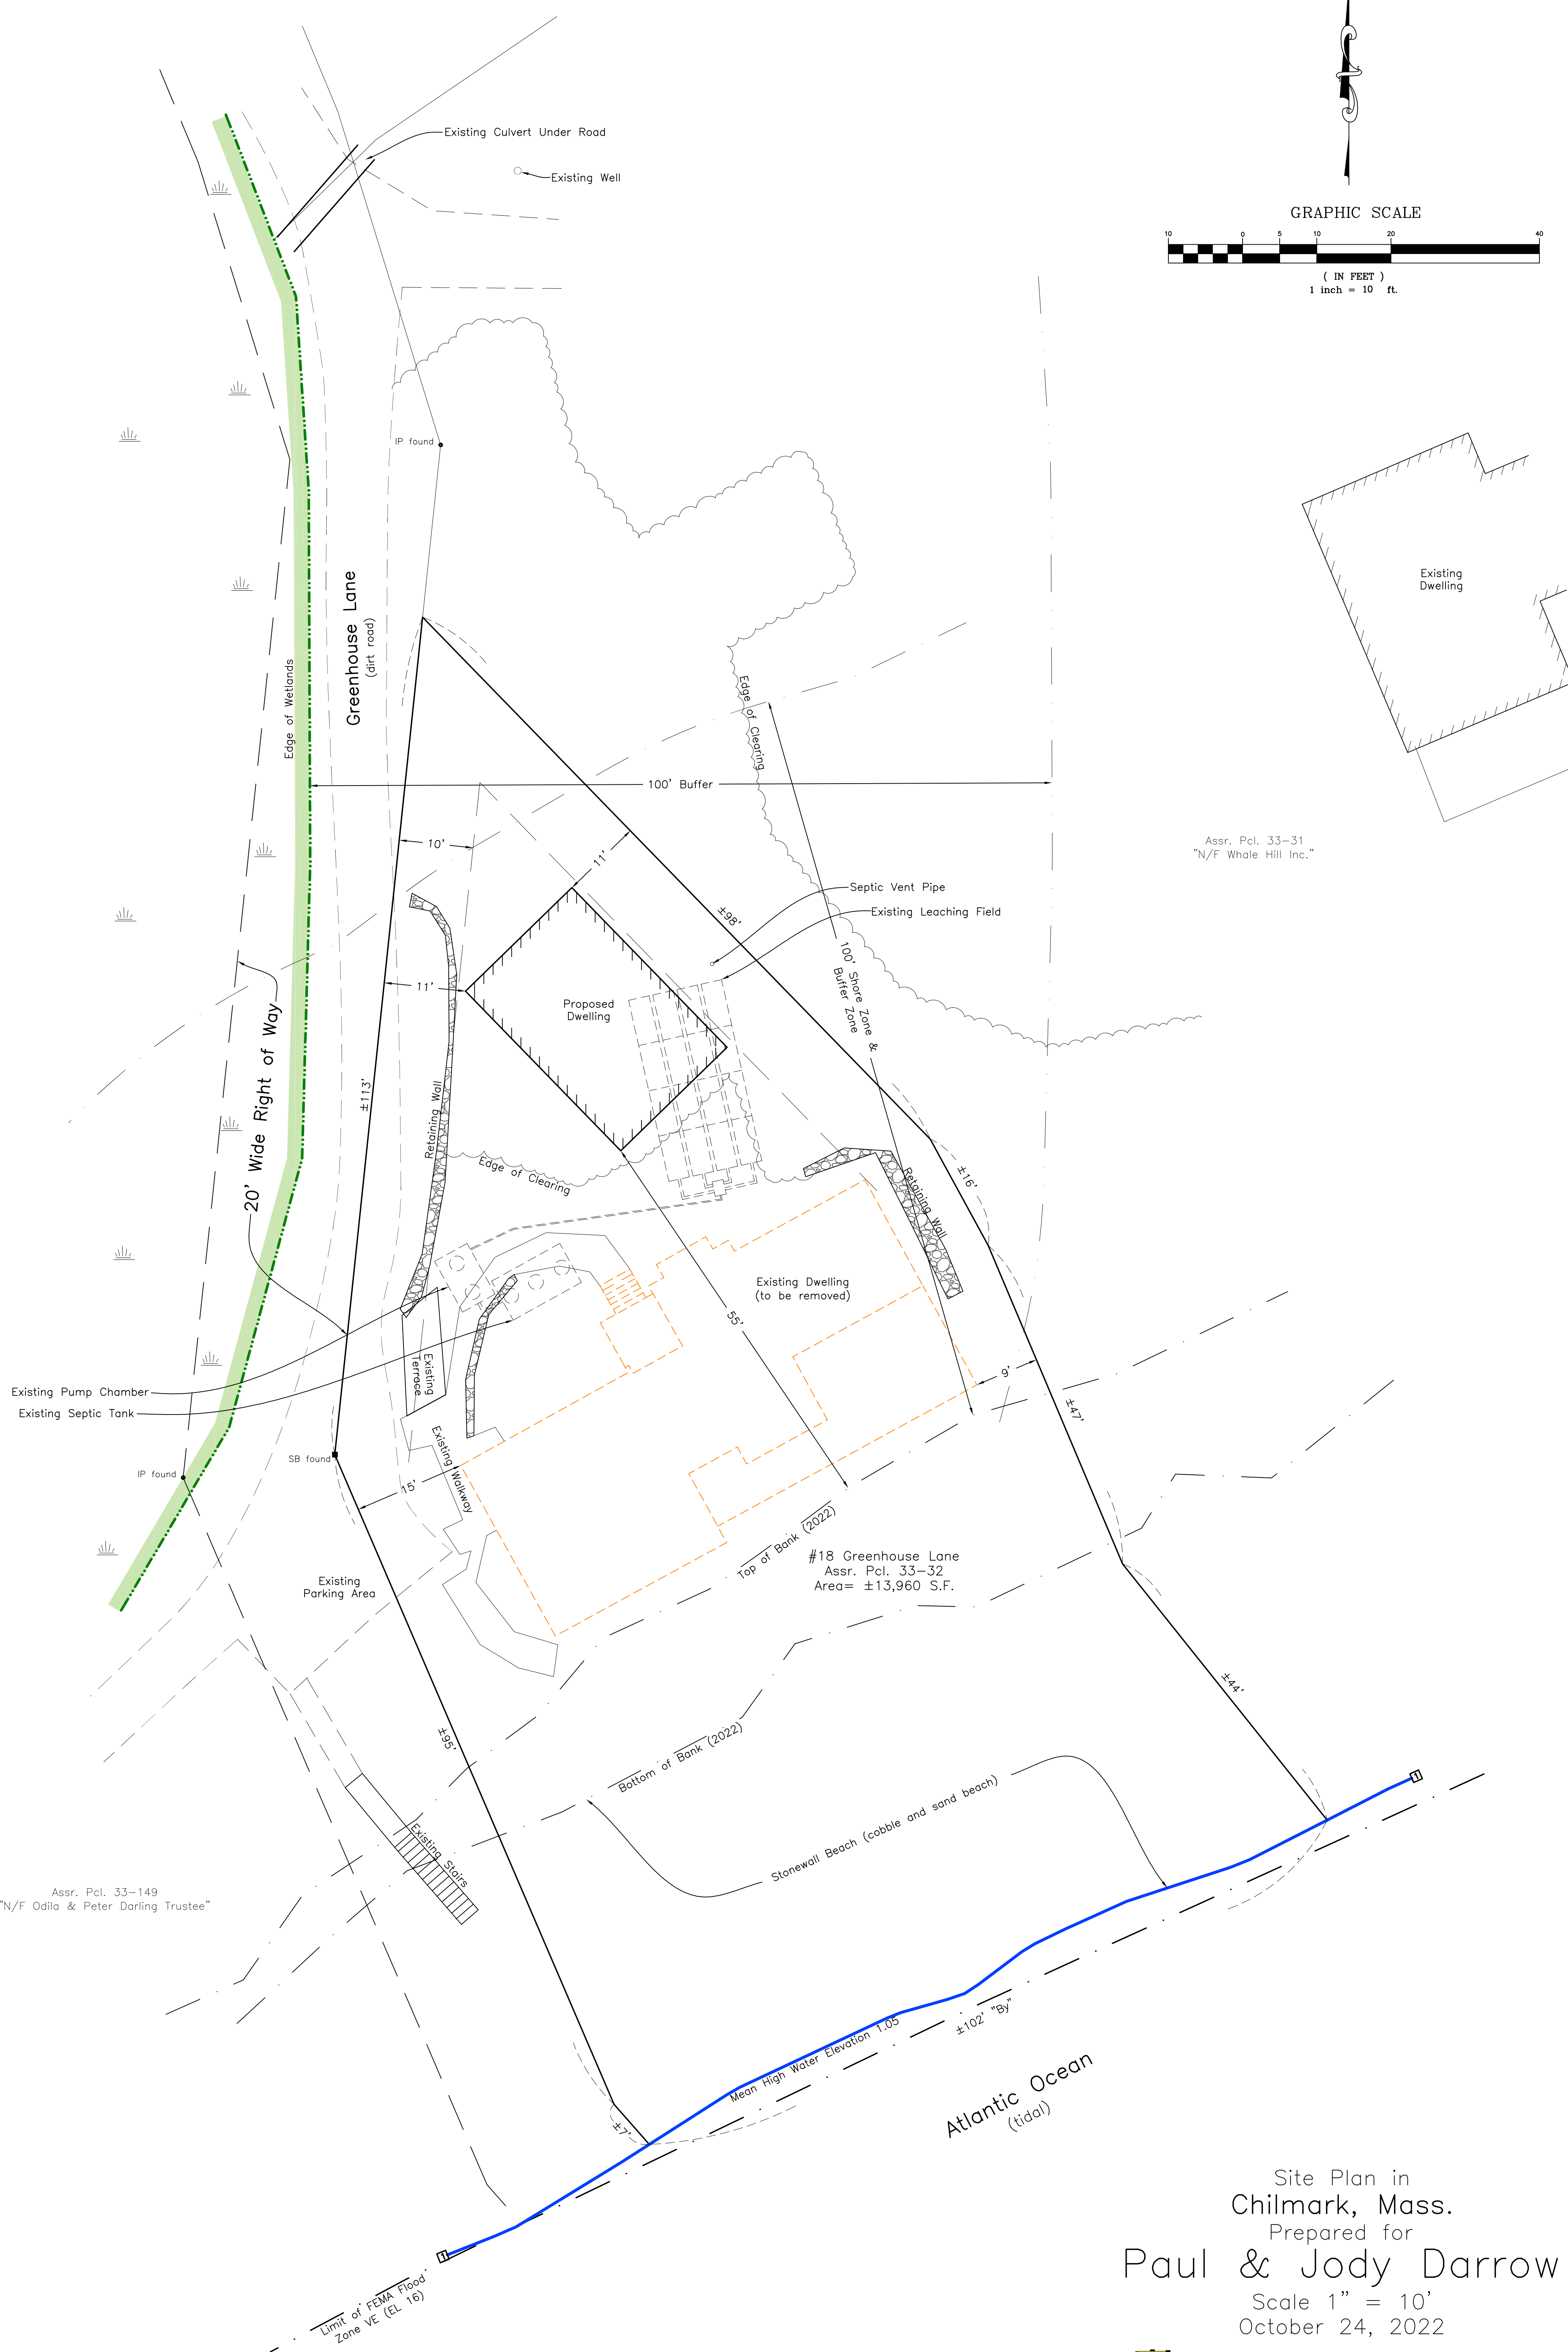 Existing Culvert Under Road
Existing Well
GRAPHIC SCALE
10 0 5 10 20 40
( IN FEET )
1 inch = 10 ft.
IP found
Greenhouse Lane
(dirt road)
Edge of Wetlands
Existing
Dwelling
Edge of Clearing
100' Buffer
10'
11'
Assr. Pcl. 33-31
"N/F Whale Hill Inc."
Septic Vent Pipe
Existing Leaching Field
±98'
100' Shore Zone &
Buffer Zone
11'
Proposed
Dwelling
20' Wide Right of Way
±113'
Retaining Wall
Edge of Clearing
±16'
Retaining Wall
Existing Dwelling
(to be removed)
55'
Existing
Terrace
9'
Existing Pump Chamber
Existing Septic Tank
±47'
SB found
IP found
15'
Existing Walkway
Top of Bank (2022)
#18 Greenhouse Lane
Assr. Pcl. 33-32
Area= ±13,960 S.F.
Existing
Parking Area
±44'
±95'
Bottom of Bank (2022)
Stonewall Beach (cobble and sand beach)
1
Existing Stairs
Assr. Pcl. 33-149
"N/F Odila & Peter Darling Trustee"
Mean High Water Elevation 1.05
±102' "By"
±7'
Atlantic Ocean
(tidal)
1
Limit of FEMA Flood
Zone VE (EL 16)
Site Plan in
Chilmark, Mass.
Prepared for
Paul & Jody Darrow
Scale 1" = 10'
October 24, 2022